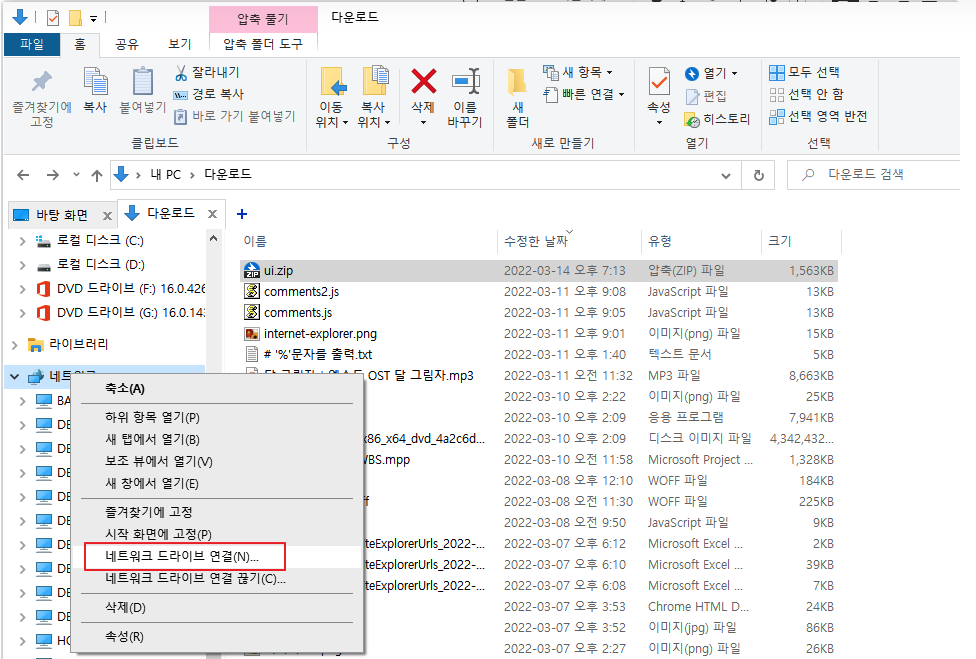 압축 풀기
다운로드
파일
홈
공유
보기
압축 폴더 도구
즐겨찾기에
고정
복사
붙여넣기
잘라내기
경로 복사
바로 가기 붙여넣기
클립보드
이동
위치
복사
위치
삭제
이름
바꾸기
구성
새
폴더
새 항목
빠른 연결
새로 만들기
속성
열기
편집
히스토리
열기
모두 선택
선택 안 함
선택 영역 반전
선택
내 PC
다운로드
다운로드 검색
바탕 화면
다운로드
로컬 디스크 (C:)
로컬 디스크 (D:)
DVD 드라이브 (F:) 16.0.426
DVD 드라이브 (G:) 16.0.143
라이브러리
이름 수정한 날짜 유형 크기
ui.zip 2022-03-14 오후 7:13 압축(ZIP) 파일 1,563KB
comments2.js 2022-03-11 오후 9:08 JavaScript 파일 13KB
comments.js 2022-03-11 오후 9:05 JavaScript 파일 13KB
internet-explorer.png 2022-03-11 오후 9:01 이미지(png) 파일 15KB
# '%'문자를 출력.txt 2022-03-11 오후 1:40 텍스트 문서 5KB
OST 달 그림자.mp3 2022-03-11 오전 11:32 MP3 파일 8,663KB
2022-03-10 오후 2:22 이미지(png) 파일 25KB
2022-03-10 오후 2:09 응용 프로그램 7,941KB
x86_x64_dvd_4a2c6d... 2022-03-10 오후 2:09 디스크 이미지 파일 4,342,432...
WBS.mpp 2022-03-10 오전 11:58 Microsoft Project ... 1,328KB
2022-03-08 오후 12:10 WOFF 파일 184KB
ff 2022-03-08 오전 11:30 WOFF 파일 225KB
2022-03-08 오전 9:50 JavaScript 파일 9KB
teExplorerUrls_2022-... 2022-03-07 오후 6:12 Microsoft Excel ... 2KB
teExplorerUrls_2022-... 2022-03-07 오후 6:10 Microsoft Excel ... 39KB
teExplorerUrls_2022-... 2022-03-07 오후 6:08 Microsoft Excel ... 7KB
2022-03-07 오후 3:53 Chrome HTML D... 24KB
2022-03-07 오후 3:52 이미지(jpg) 파일 86KB
2022-03-07 오후 2:27 이미지(png) 파일 26KB
BA
DE
DE
DE
DE
DE
DE
DE
DE
DE
HO
축소(A)
하위 항목 열기(P)
새 탭에서 열기(B)
보조 뷰에서 열기(V)
새 창에서 열기(E)
즐겨찾기에 고정
시작 화면에 고정(P)
네트워크 드라이브 연결(N)...
네트워크 드라이브 연결 끊기(C)...
삭제(D)
속성(R)